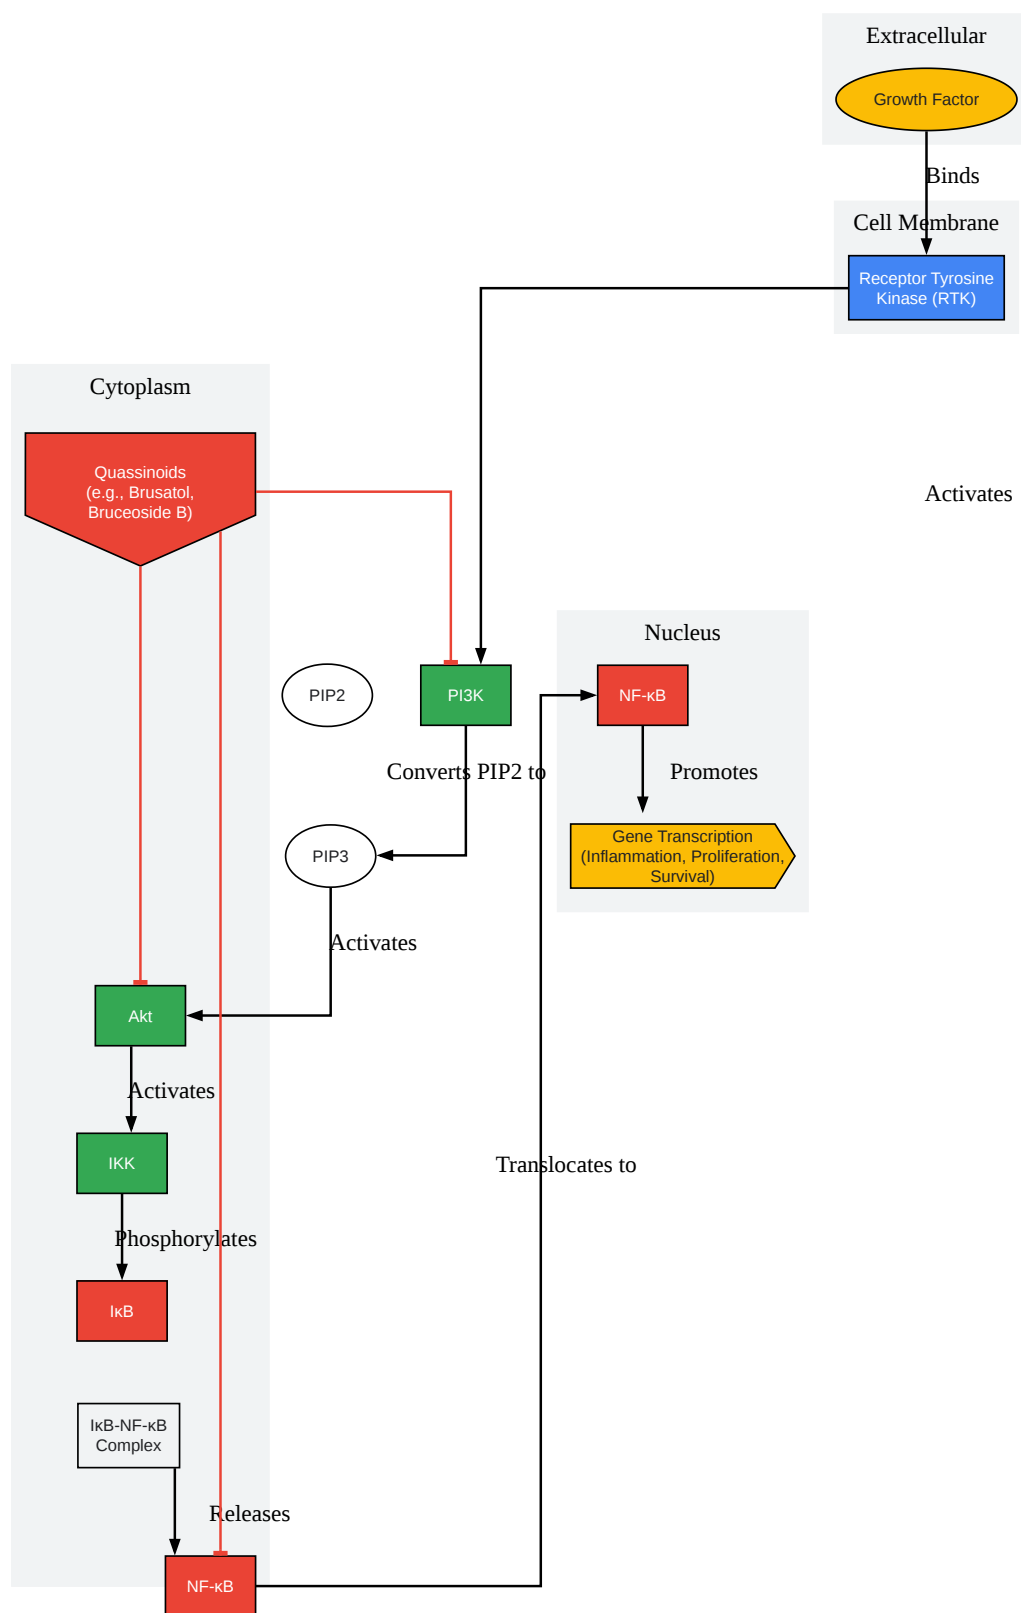 Extracellular
Growth Factor
Binds
Cell Membrane
Receptor Tyrosine
Kinase (RTK)
Cytoplasm
Quassinoids
(e.g., Brusatol,
Bruceoside B)
Activates
Nucleus
PIP2
PI3K
NF-κB
Converts PIP2 to
Promotes
PIP3
Gene Transcription
(Inflammation, Proliferation,
Survival)
Activates
Akt
Activates
IKK
Translocates to
Phosphorylates
IκB
IκB-NF-κB
Complex
Releases
NF-κB